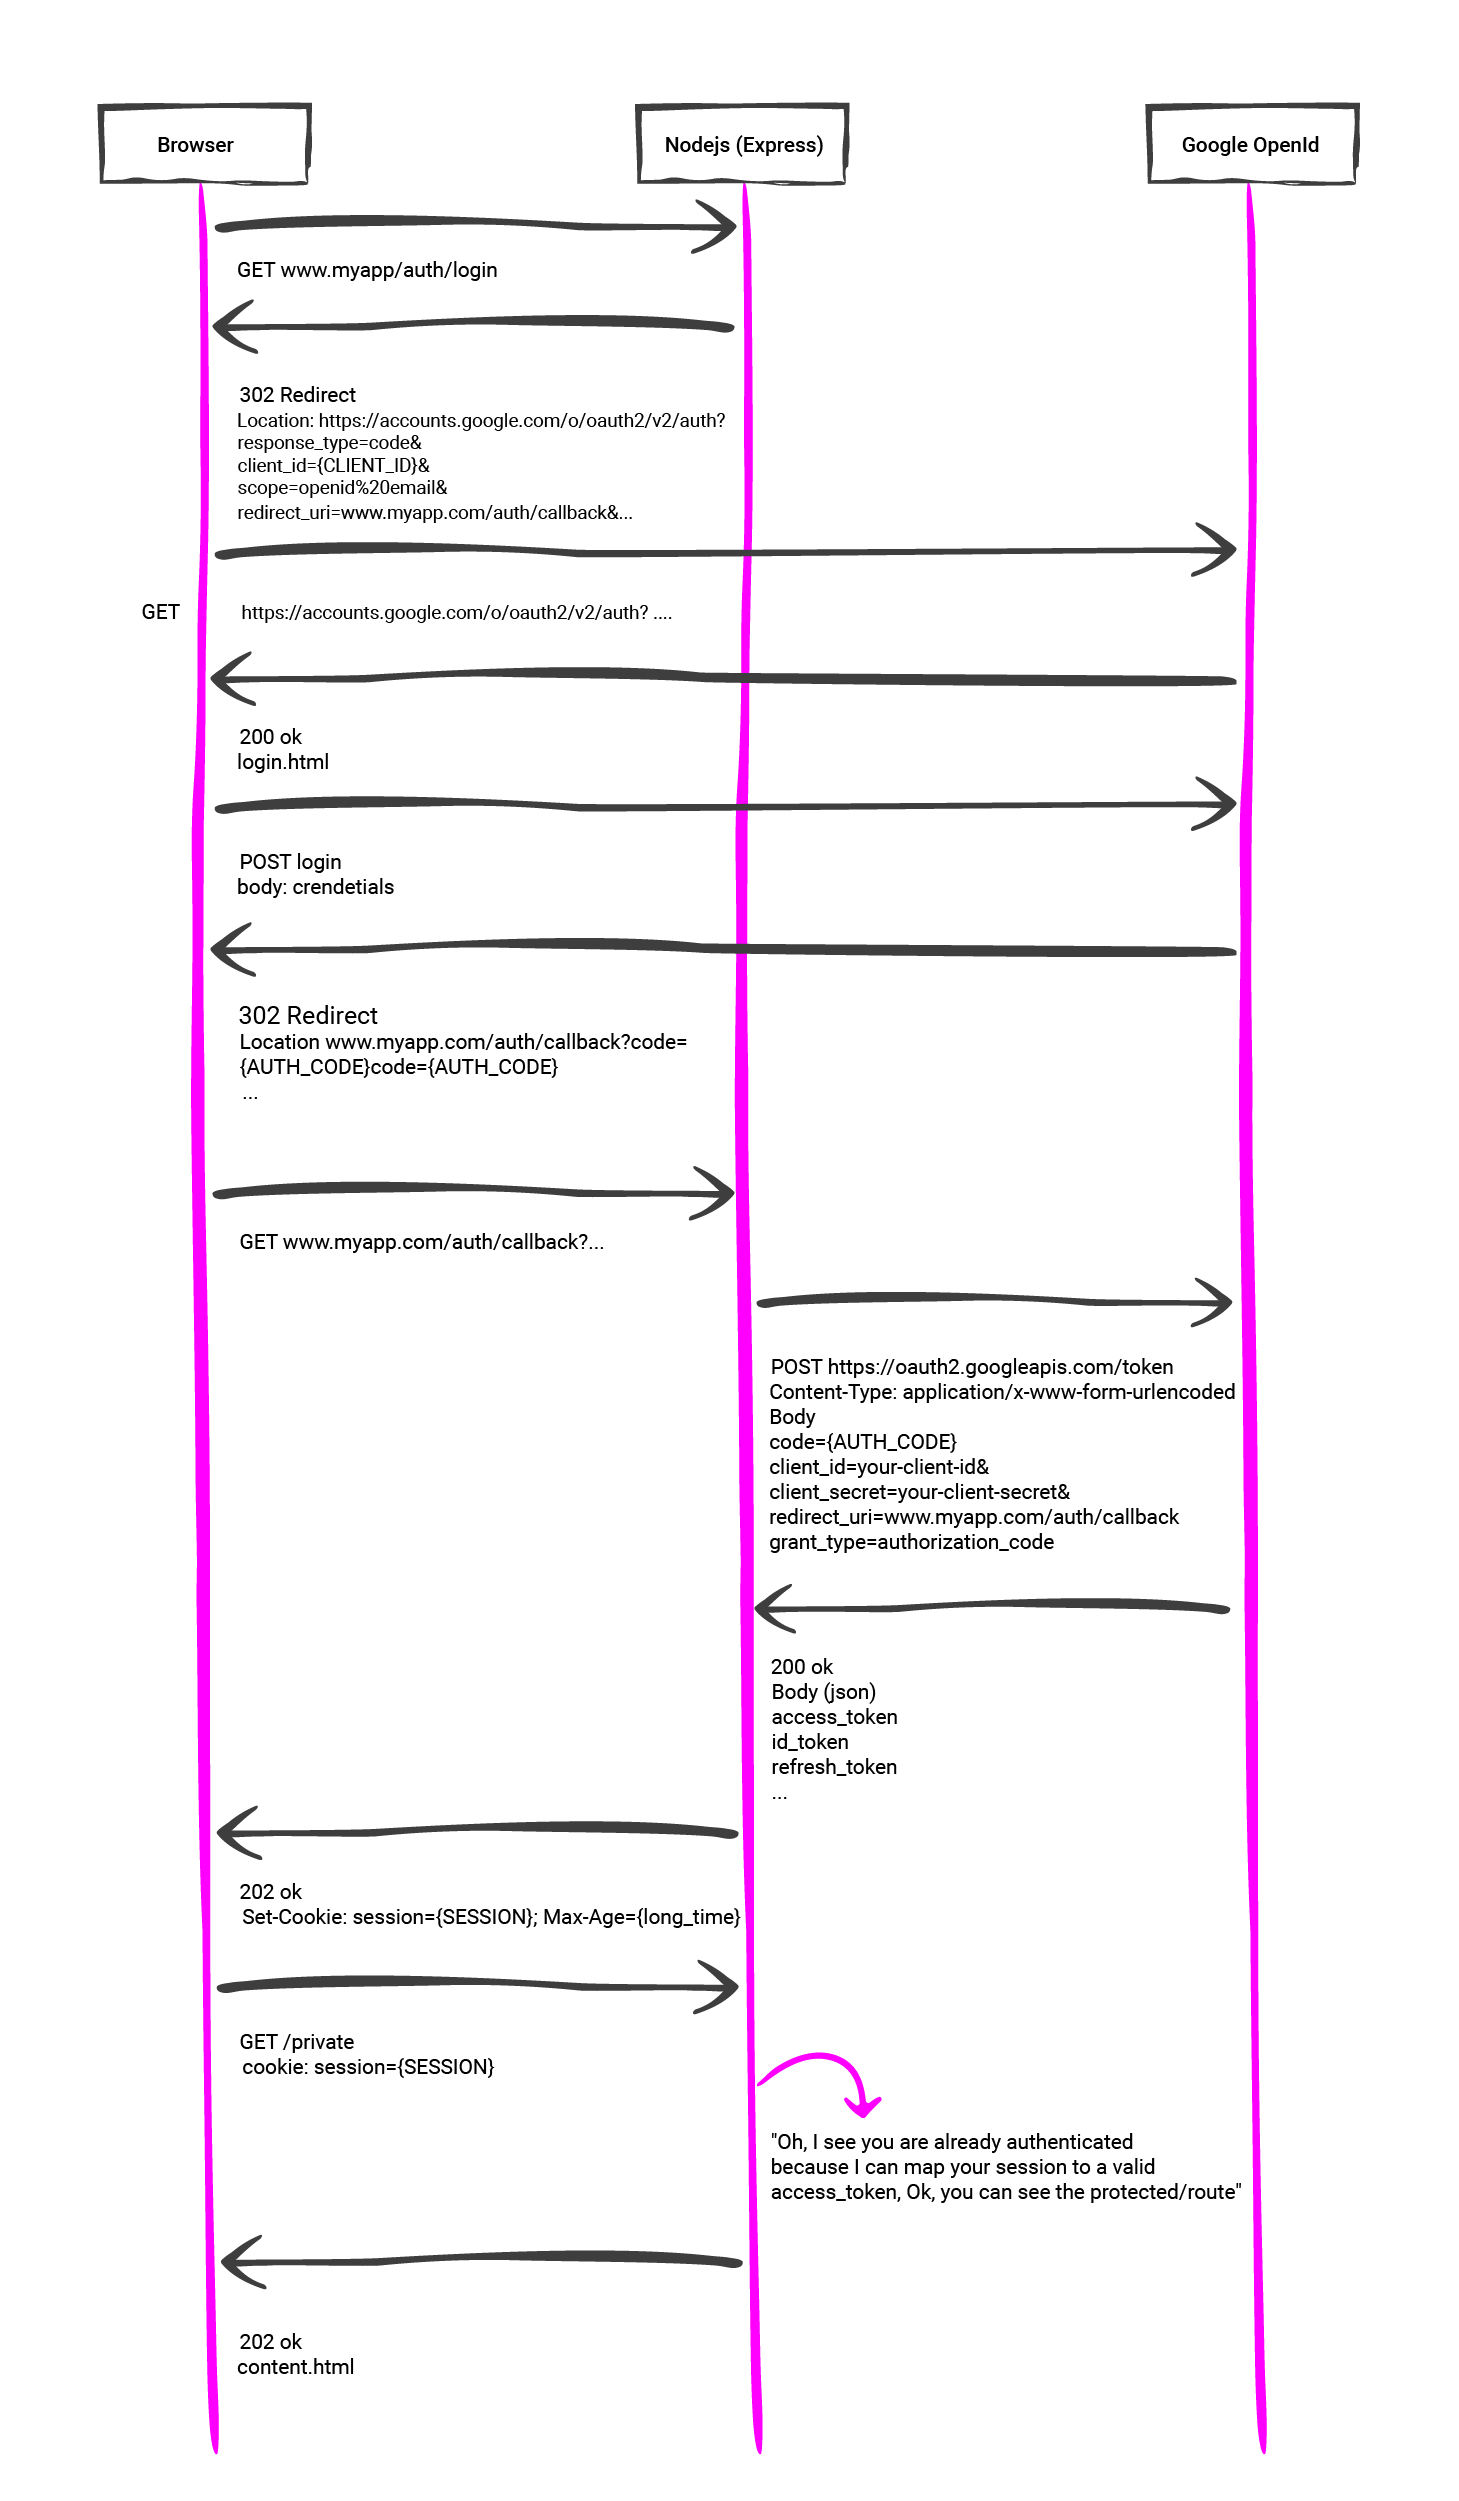 Browser
Nodejs (Express)
Google OpenId
GET www.myapp/auth/login
302 Redirect
Location: https://accounts.google.com/o/oauth2/v2/auth?
response_type=code&
client_id={CLIENT_ID}&
scope=openid%20email&
redirect_uri=www.myapp.com/auth/callback&...
GET https://accounts.google.com/o/oauth2/v2/auth? ....
200 ok
login.html
POST login
body: crendetials
302 Redirect
Location www.myapp.com/auth/callback?code=
{AUTH_CODE}code={AUTH_CODE}
...
GET www.myapp.com/auth/callback?...
POST https://oauth2.googleapis.com/token
Content-Type: application/x-www-form-urlencoded
Body
code={AUTH_CODE}
client_id=your-client-id&
client_secret=your-client-secret&
redirect_uri=www.myapp.com/auth/callback
grant_type=authorization_code
200 ok
Body (json)
access_token
id_token
refresh_token
...
202 ok
Set-Cookie: session={SESSION}; Max-Age={long_time}
GET /private
cookie: session={SESSION}
"Oh, I see you are already authenticated
because I can map your session to a valid
access_token, Ok, you can see the protected/route"
202 ok
content.html